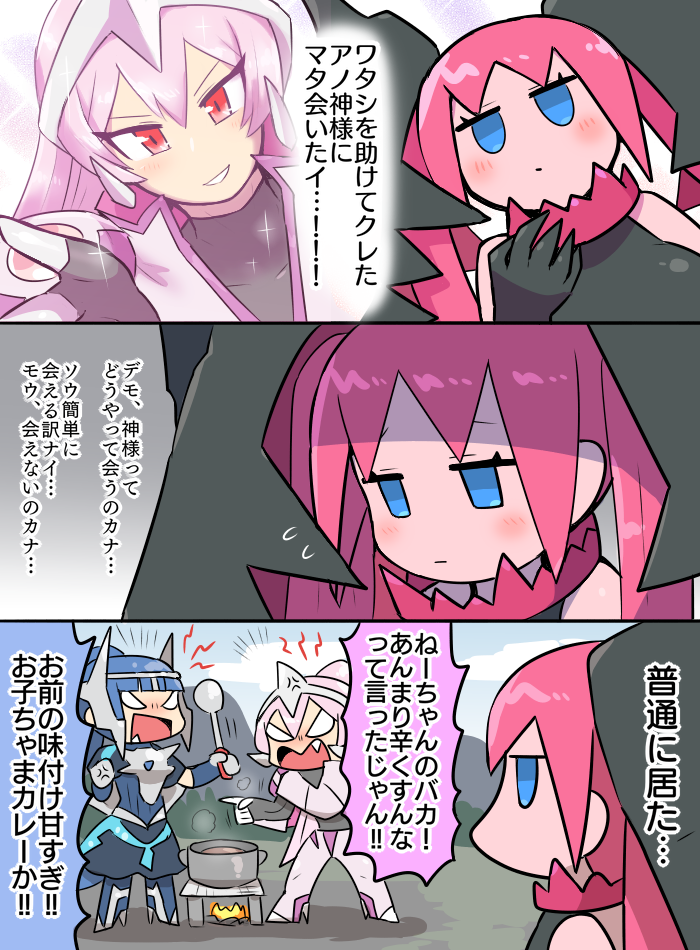 ワタシを助けてクレた
アノ神様に
マタ会いたイ…！！！
デモ、神様って
どうやって会うのカナ…
ソウ簡単に
会える訳ナイ…
モウ、会えないのカナ…
普通に居た…
ねーちゃんのバカ！
あんまり辛くすんな
って言ったじゃん!!
お前の味付け甘すぎ!!
お子ちゃまカレーか!!